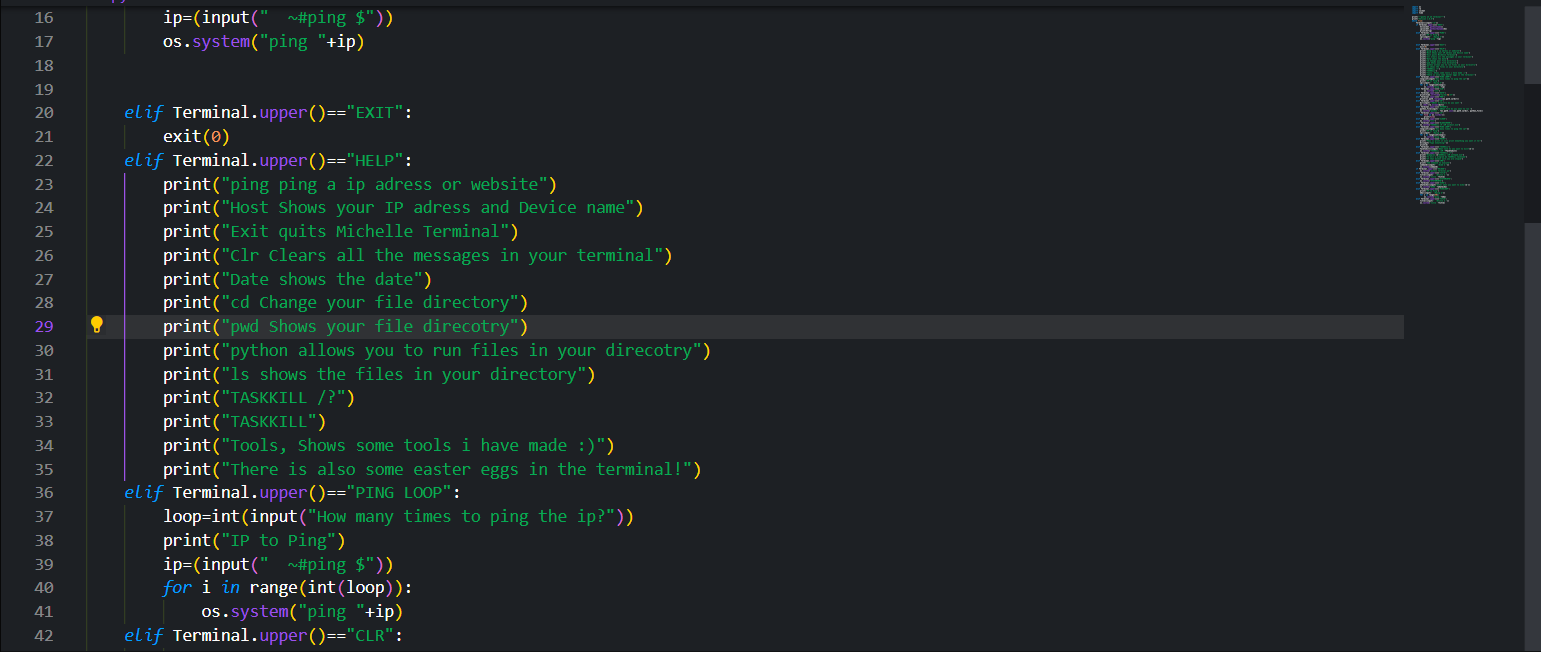 16 ip=(input("  ~#ping $"))
17 os.system("ping "+ip)
18
19
20 elif Terminal.upper()=="EXIT":
21 exit(0)
22 elif Terminal.upper()=="HELP":
23 print("ping ping a ip adress or website")
24 print("Host Shows your IP adress and Device name")
25 print("Exit quits Michelle Terminal")
26 print("Clr Clears all the messages in your terminal")
27 print("Date shows the date")
28 print("cd Change your file directory")
29 print("pwd Shows your file direcotry")
30 print("python allows you to run files in your direcotry")
31 print("ls shows the files in your directory")
32 print("TASKKILL /?")
33 print("TASKKILL")
34 print("Tools, Shows some tools i have made :)")
35 print("There is also some easter eggs in the terminal!")
36 elif Terminal.upper()=="PING LOOP":
37 loop=int(input("How many times to ping the ip?"))
38 print("IP to Ping")
39 ip=(input("  ~#ping $"))
40 for i in range(int(loop)):
41 os.system("ping "+ip)
42 elif Terminal.upper()=="CLR":